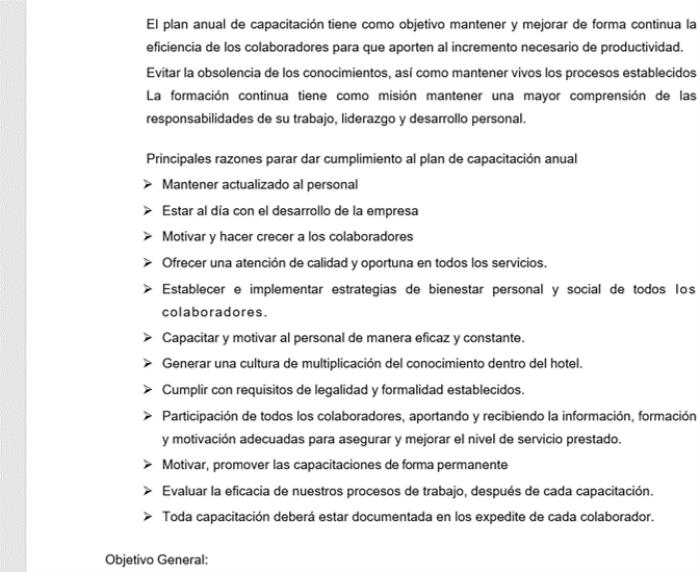 El plan anual de capacitación tiene como objetivo mantener y mejorar de forma continua la
eficiencia de los colaboradores para que aporten al incremento necesario de productividad.
Evitar la obsolencia de los conocimientos, así como mantener vivos los procesos establecidos
La formación continua tiene como misión mantener una mayor comprensión de las
responsabilidades de su trabajo, liderazgo y desarrollo personal.
Principales razones parar dar cumplimiento al plan de capacitación anual
➢ Mantener actualizado al personal
➢ Estar al día con el desarrollo de la empresa
➢ Motivar y hacer crecer a los colaboradores
➢ Ofrecer una atención de calidad y oportuna en todos los servicios.
➢ Establecer e implementar estrategias de bienestar personal y social de todos los
colaboradores.
➢ Capacitar y motivar al personal de manera eficaz y constante.
➢ Generar una cultura de multiplicación del conocimiento dentro del hotel.
➢ Cumplir con requisitos de legalidad y formalidad establecidos.
➢ Participación de todos los colaboradores, aportando y recibiendo la información, formación
y motivación adecuadas para asegurar y mejorar el nivel de servicio prestado.
➢ Motivar, promover las capacitaciones de forma permanente
➢ Evaluar la eficacia de nuestros procesos de trabajo, después de cada capacitación.
➢ Toda capacitación deberá estar documentada en los expedite de cada colaborador.
Objetivo General: